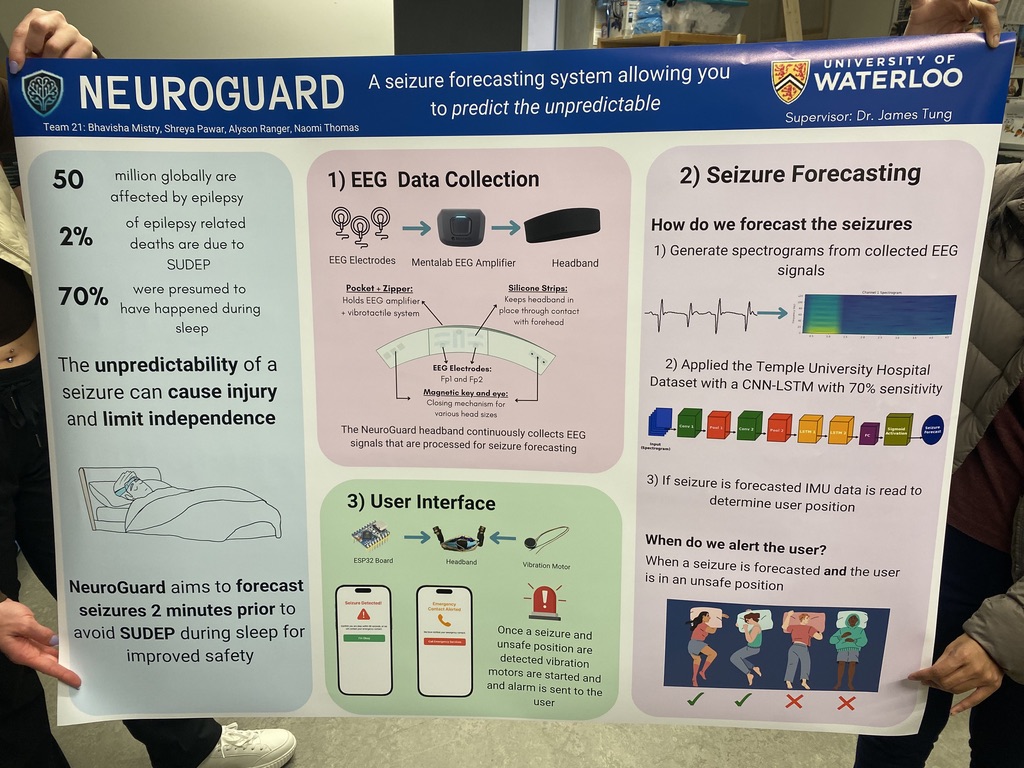 NEUROGUARD
A seizure forecasting system allowing you
to predict the unpredictable
UNIVERSITY OF
WATERLOO
Team 21: Bhavisha Mistry, Shreya Pawar, Alyson Ranger, Naomi Thomas
Supervisor: Dr. James Tung
50
million globally are
affected by epilepsy
2%
of epilepsy related
deaths are due to
SUDEP
70%
were presumed to
have happened during
sleep
The unpredictability of a
seizure can cause injury
and limit independence
NeuroGuard aims to forecast
seizures 2 minutes prior to
avoid SUDEP during sleep for
improved safety
1) EEG Data Collection
EEG Electrodes
Mentalab EEG Amplifier
Headband
Pocket + Zipper:
Holds EEG amplifier
+ vibrotactile system
Silicone Strips:
Keeps headband in
place through contact
with forehead
EEG Electrodes:
Fp1 and Fp2
Magnetic key and eye:
Closing mechanism for
various head sizes
The NeuroGuard headband continuously collects EEG
signals that are processed for seizure forecasting
3) User Interface
ESP32 Board
Headband
Vibration Motor
Seizure Detected!
Emergency
Contact Alerted
Once a seizure and
unsafe position are
detected vibration
motors are started and
and alarm is sent to the
user
2) Seizure Forecasting
How do we forecast the seizures
1) Generate spectrograms from collected EEG
signals
Channel 1 Spectrogram
2) Applied the Temple University Hospital
Dataset with a CNN-LSTM with 70% sensitivity
Input
(Spectrogram)
Conv 1
Pool 1
Conv 2
Pool 2
LSTM 1
LSTM 2
FC
Sigmoid
Activation
Seizure
Forecast
3) If seizure is forecasted IMU data is read to
determine user position
When do we alert the user?
When a seizure is forecasted and the user
is in an unsafe position